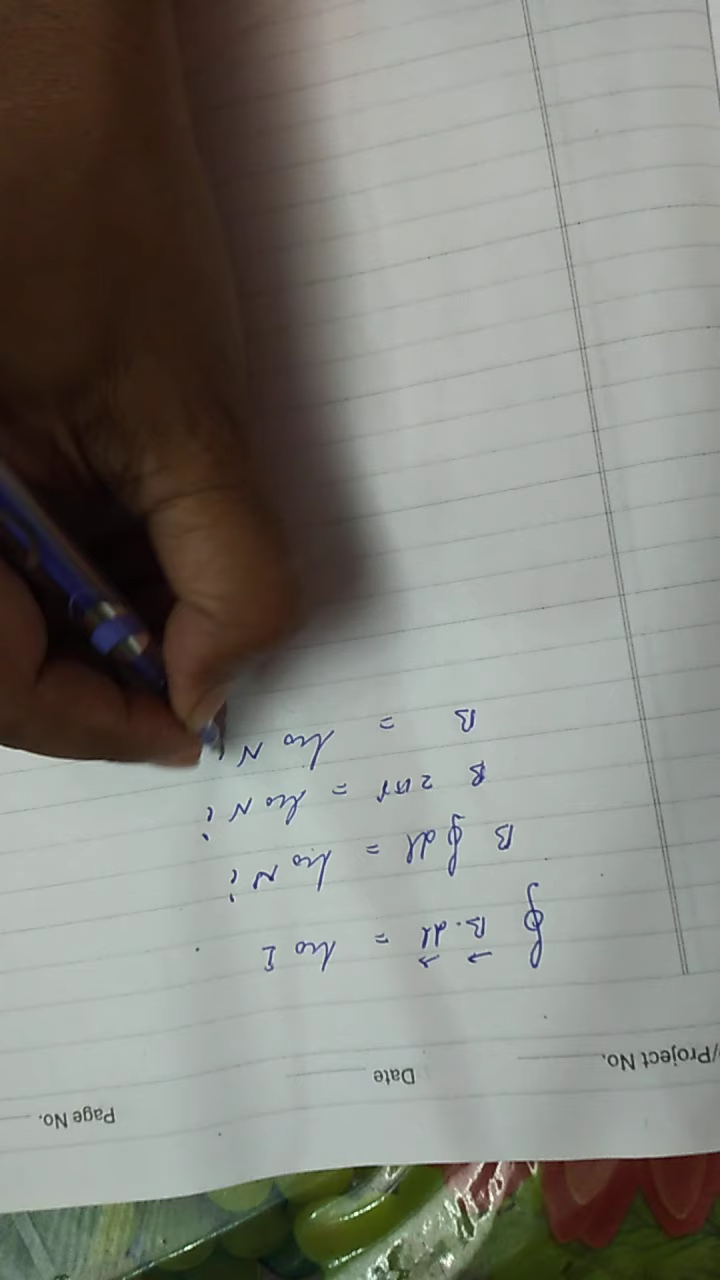 Page No.
/Project No. Date
∮ B⃗.dl⃗ = μ₀ I
B ∮ dl = μ₀ N i
B 2πr = μ₀ N i
B = μ₀ N i